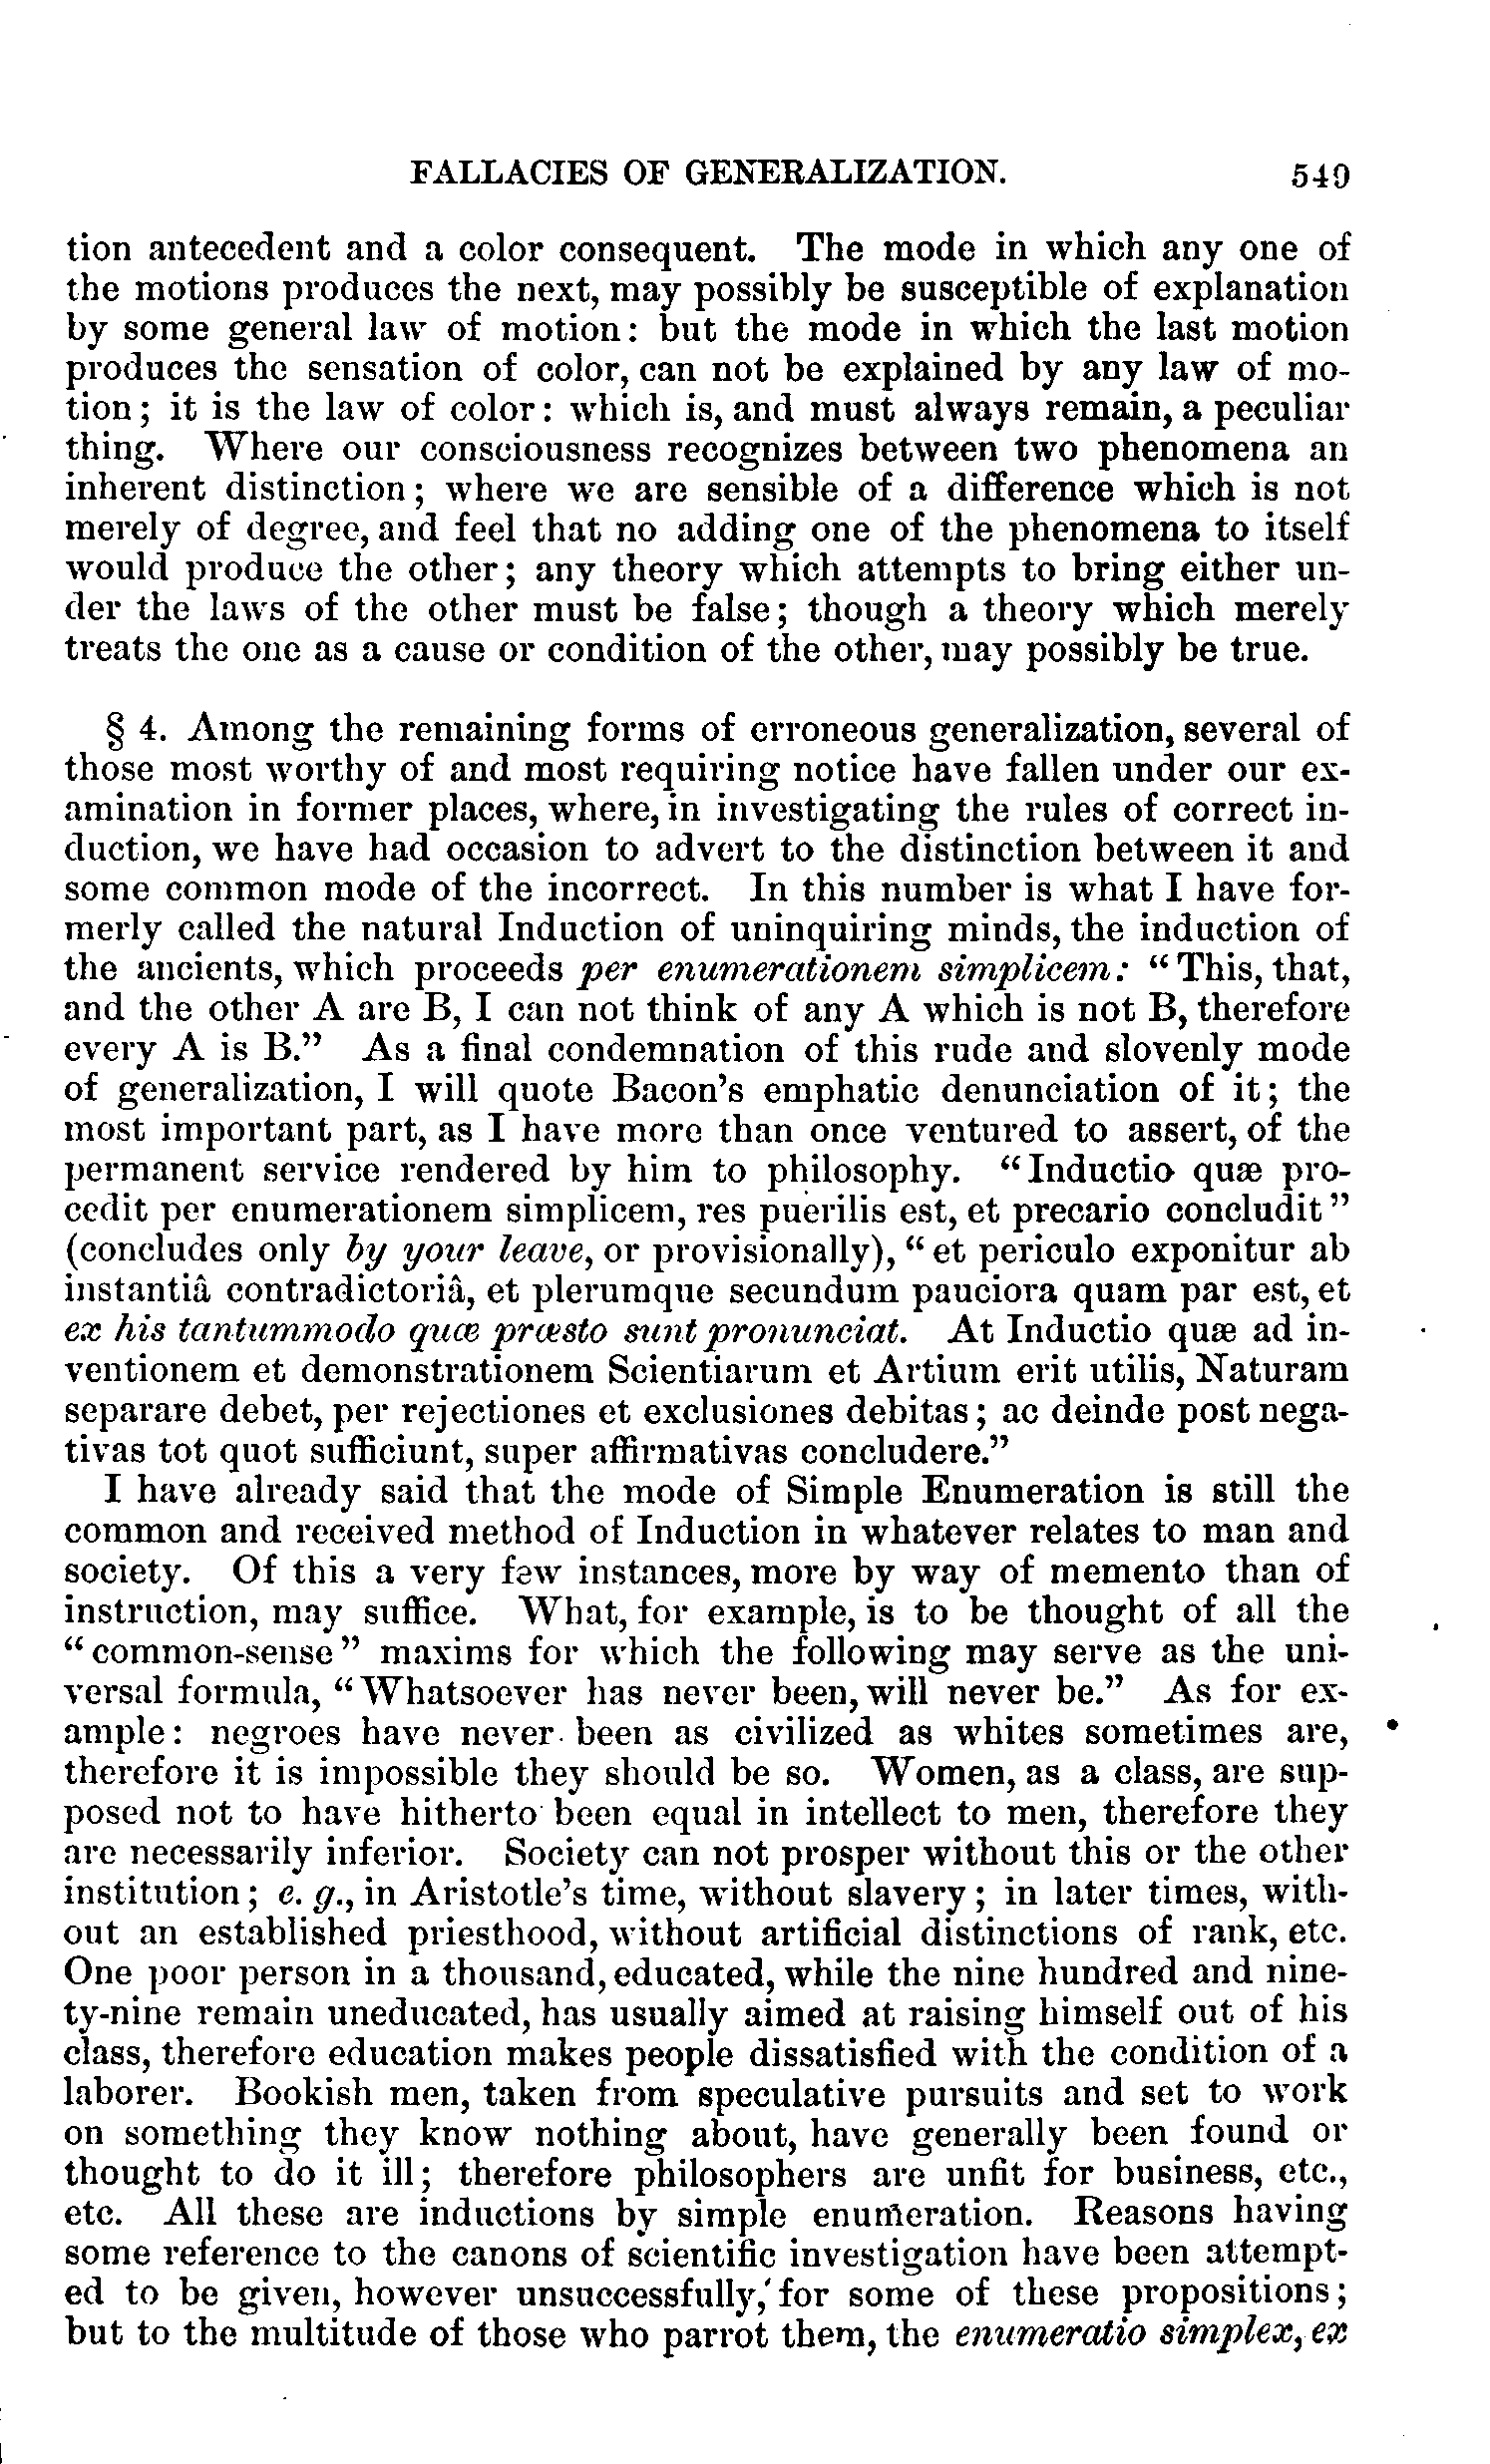 FALLACIES OF GENERALIZATION. 549
tion antecedent and a color consequent. The mode in which any one of
the motions produces the next, may possibly be susceptible of explanation
by some general law of motion: but the mode in which the last motion
produces the sensation of color, can not be explained by any law of mo-
tion; it is the law of color: which is, and must always remain, a peculiar
thing. Where our consciousness recognizes between two phenomena an
inherent distinction; where we are sensible of a difference which is not
merely of degree, and feel that no adding one of the phenomena to itself
would produce the other; any theory which attempts to bring either un-
der the laws of the other must be false; though a theory which merely
treats the one as a cause or condition of the other, may possibly be true.
§ 4. Among the remaining forms of erroneous generalization, several of
those most worthy of and most requiring notice have fallen under our ex-
amination in former places, where, in investigating the rules of correct in-
duction, we have had occasion to advert to the distinction between it and
some common mode of the incorrect. In this number is what I have for-
merly called the natural Induction of uninquiring minds, the induction of
the ancients, which proceeds per enumerationem simplicem: “This, that,
and the other A are B, I can not think of any A which is not B, therefore
every A is B.” As a final condemnation of this rude and slovenly mode
of generalization, I will quote Bacon’s emphatic denunciation of it; the
most important part, as I have more than once ventured to assert, of the
permanent service rendered by him to philosophy. “Inductio quæ pro-
cedit per enumerationem simplicem, res puerilis est, et precario concludit”
(concludes only by your leave, or provisionally), “et periculo exponitur ab
instantiâ contradictoriâ, et plerumque secundum pauciora quam par est, et
ex his tantummodo quæ præsto sunt pronunciat. At Inductio quæ ad in-
ventionem et demonstrationem Scientiarum et Artium erit utilis, Naturam
separare debet, per rejectiones et exclusiones debitas; ac deinde post nega-
tivas tot quot sufficiunt, super affirmativas concludere.”
I have already said that the mode of Simple Enumeration is still the
common and received method of Induction in whatever relates to man and
society. Of this a very few instances, more by way of memento than of
instruction, may suffice. What, for example, is to be thought of all the
“common-sense” maxims for which the following may serve as the uni-
versal formula, “Whatsoever has never been, will never be.” As for ex-
ample: negroes have never been as civilized as whites sometimes are,
therefore it is impossible they should be so. Women, as a class, are sup-
posed not to have hitherto been equal in intellect to men, therefore they
are necessarily inferior. Society can not prosper without this or the other
institution; e. g., in Aristotle’s time, without slavery; in later times, with-
out an established priesthood, without artificial distinctions of rank, etc.
One poor person in a thousand, educated, while the nine hundred and nine-
ty-nine remain uneducated, has usually aimed at raising himself out of his
class, therefore education makes people dissatisfied with the condition of a
laborer. Bookish men, taken from speculative pursuits and set to work
on something they know nothing about, have generally been found or
thought to do it ill; therefore philosophers are unfit for business, etc.,
etc. All these are inductions by simple enumeration. Reasons having
some reference to the canons of scientific investigation have been attempt-
ed to be given, however unsuccessfully, for some of these propositions;
but to the multitude of those who parrot them, the enumeratio simplex, ex